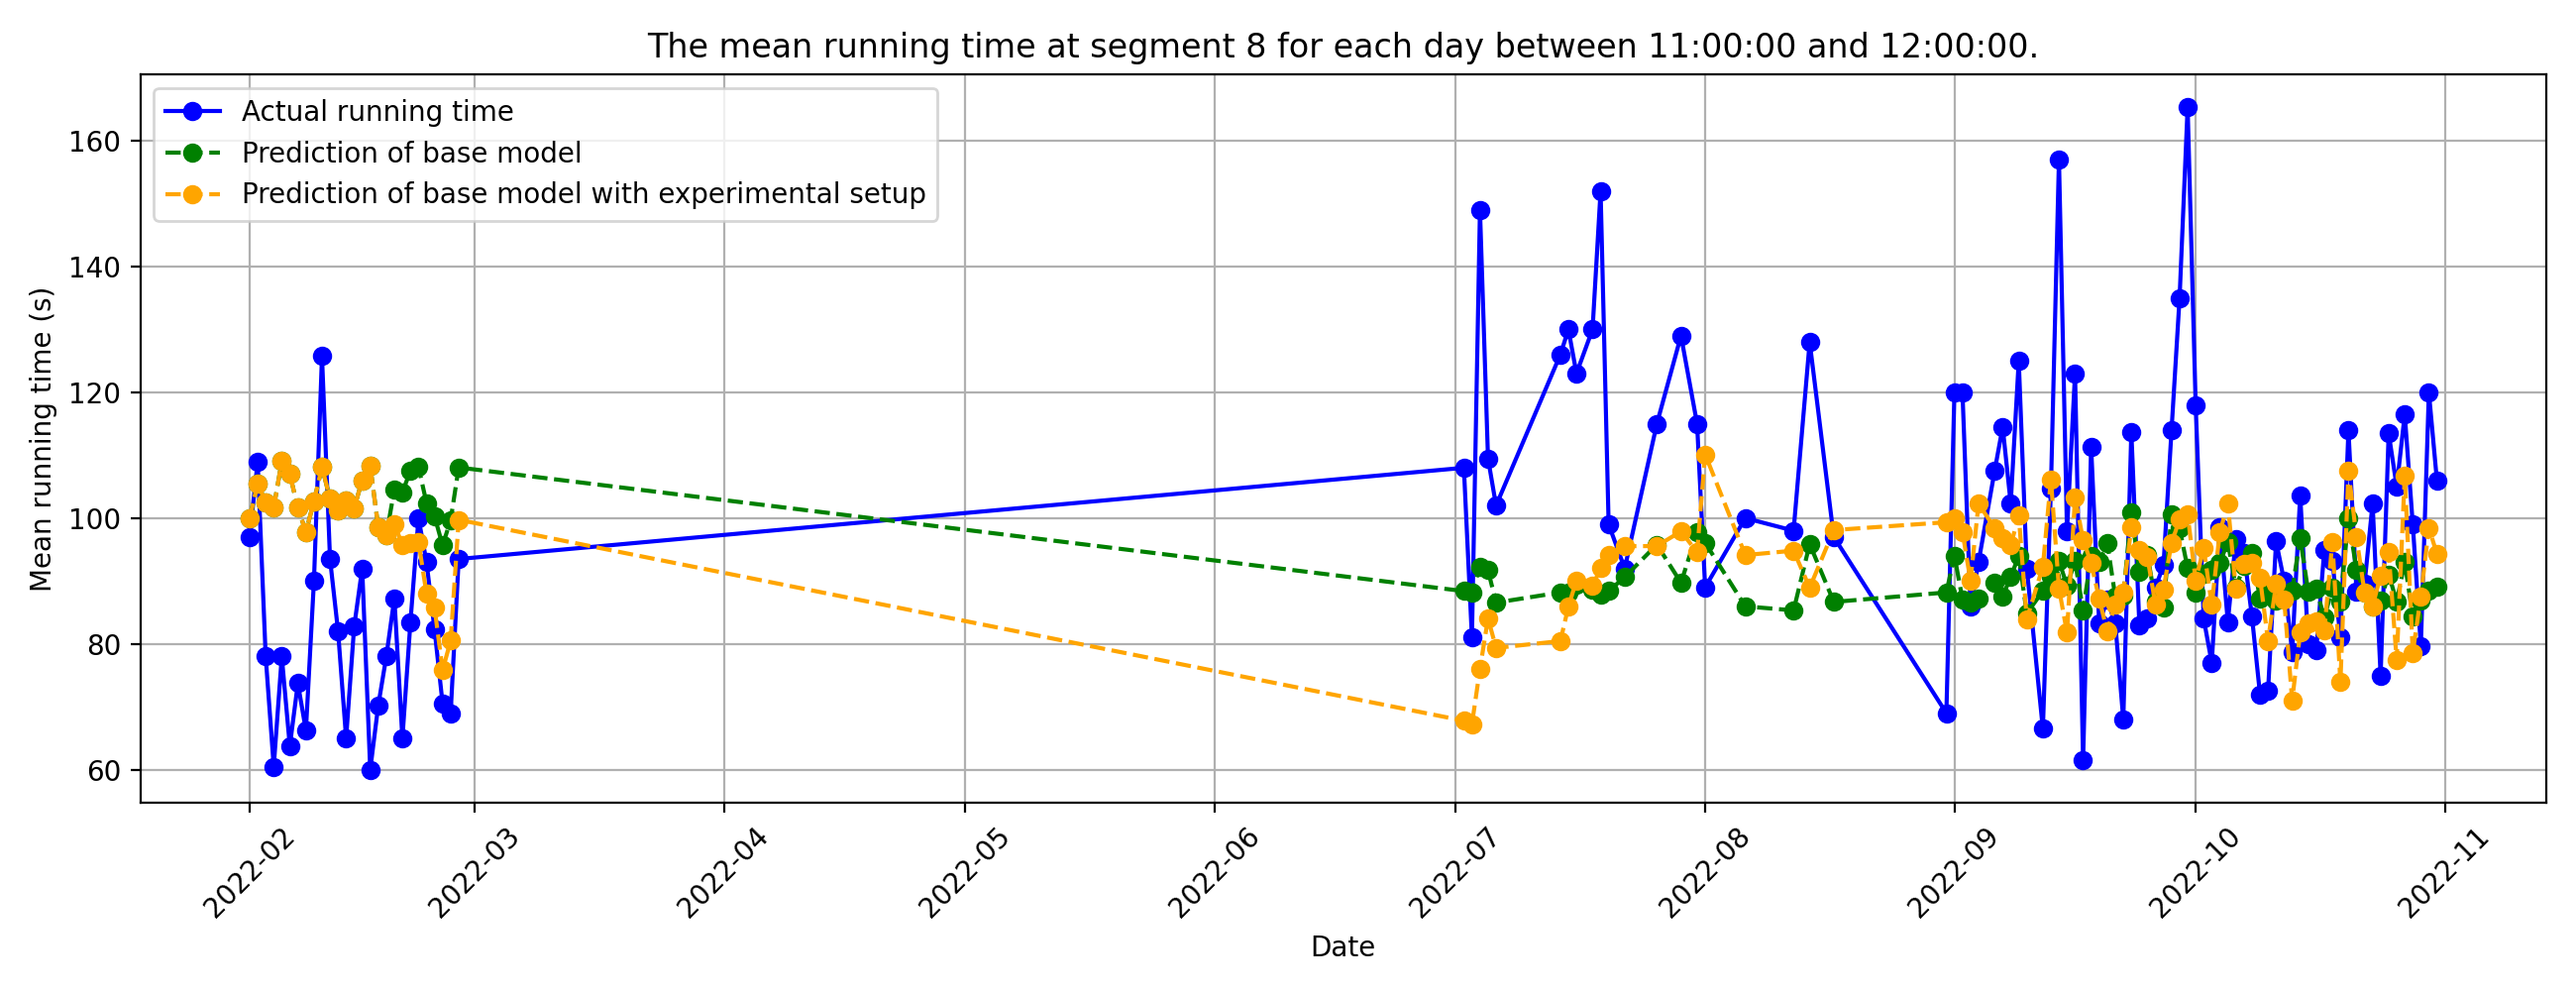 The mean running time at segment 8 for each day between 11:00:00 and 12:00:00.
Actual running time
Prediction of base model
Prediction of base model with experimental setup
Mean running time (s)
160
140
120
100
80
60
2022-02
2022-03
2022-04
2022-05
2022-06
2022-07
2022-08
2022-09
2022-10
2022-11
Date